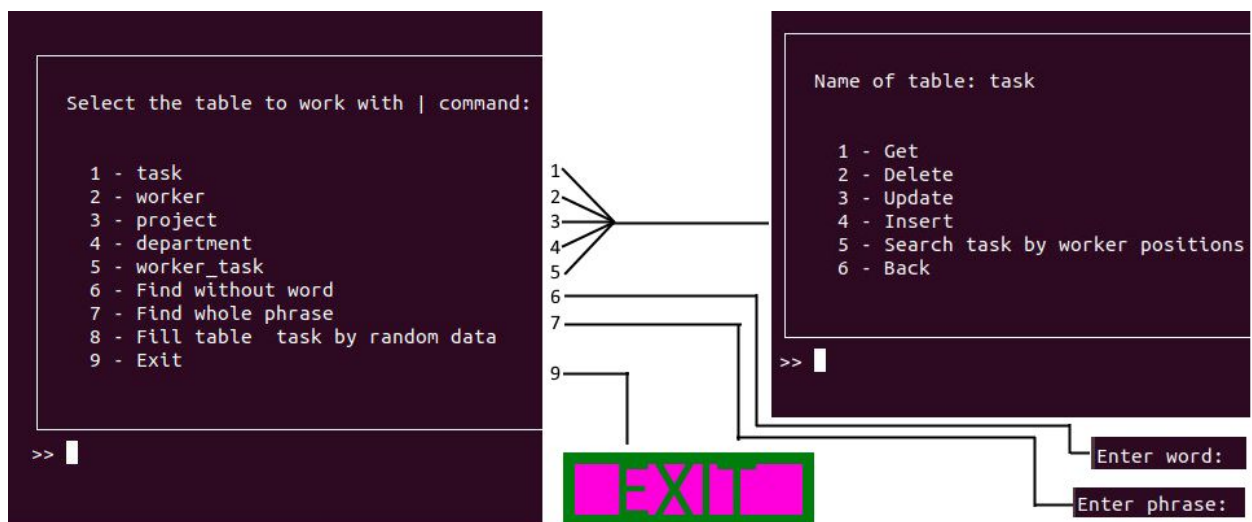 Select the table to work with | command:
1 - task
2 - worker
3 - project
4 - department
5 - worker_task
6 - Find without word
7 - Find whole phrase
8 - Fill table  task by random data
9 - Exit
>>
1
2
3
4
5
6
7
9
EXIT
Name of table: task
1 - Get
2 - Delete
3 - Update
4 - Insert
5 - Search task by worker positions
6 - Back
>>
Enter word:
Enter phrase: